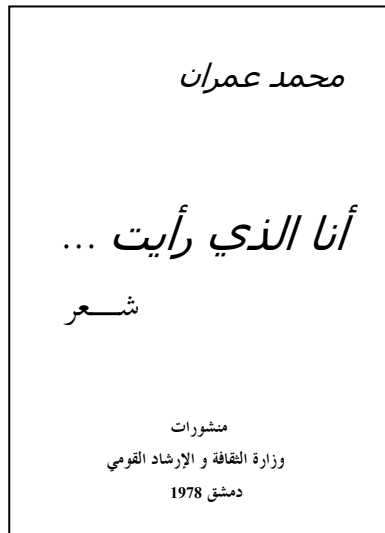 محمد عمران
أنا الذي رأيت ...
شـــعر
منشورات
وزارة الثقافة و الإرشاد القومي
دمشق 1978